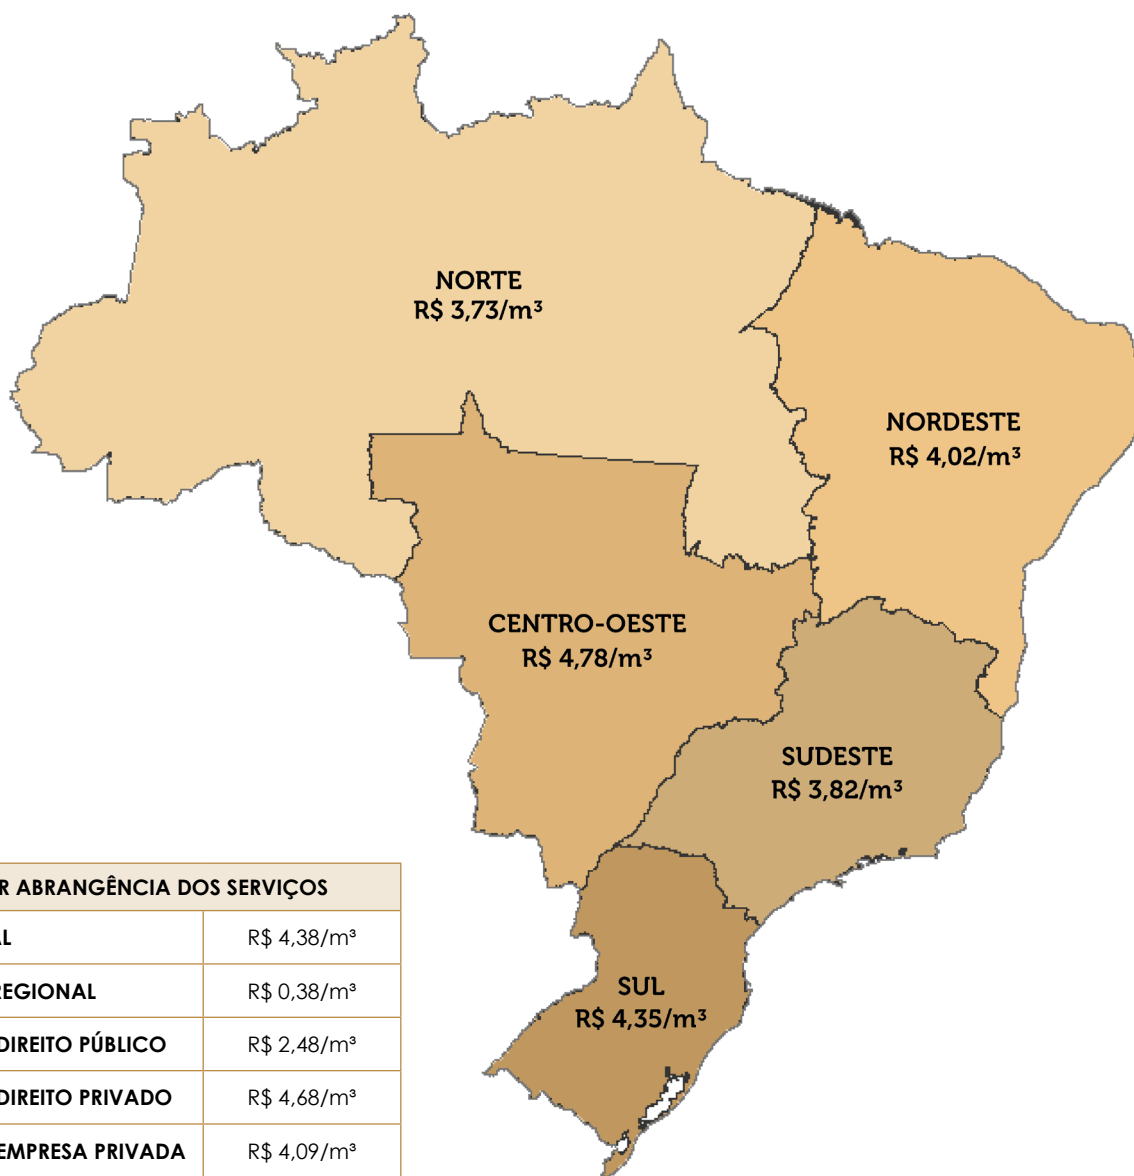 NORTE
R$ 3,73/m³
NORDESTE
R$ 4,02/m³
CENTRO-OESTE
R$ 4,78/m³
SUDESTE
R$ 3,82/m³
SUL
R$ 4,35/m³
ABRANGÊNCIA DOS SERVIÇOS
R$ 4,38/m³
REGIONAL R$ 0,38/m³
DIREITO PÚBLICO R$ 2,48/m³
DIREITO PRIVADO R$ 4,68/m³
EMPRESA PRIVADA R$ 4,09/m³